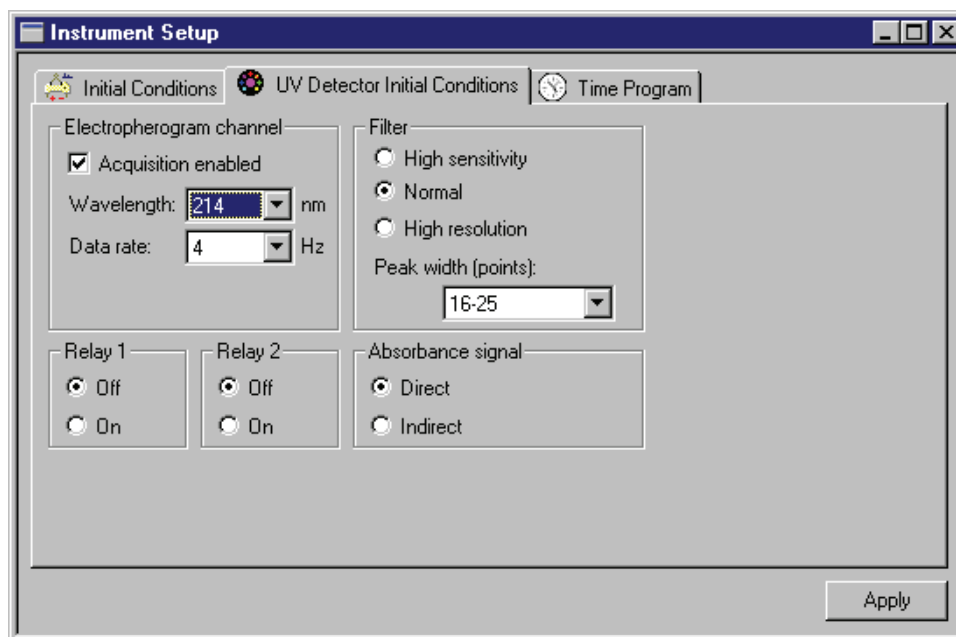 Instrument Setup
Initial Conditions
UV Detector Initial Conditions
Time Program
Electropherogram channel
Acquisition enabled
Wavelength: 214 nm
Data rate: 4 Hz
Filter
High sensitivity
Normal
High resolution
Peak width (points):
16-25
Relay 1
Off
On
Relay 2
Off
On
Absorbance signal
Direct
Indirect
Apply